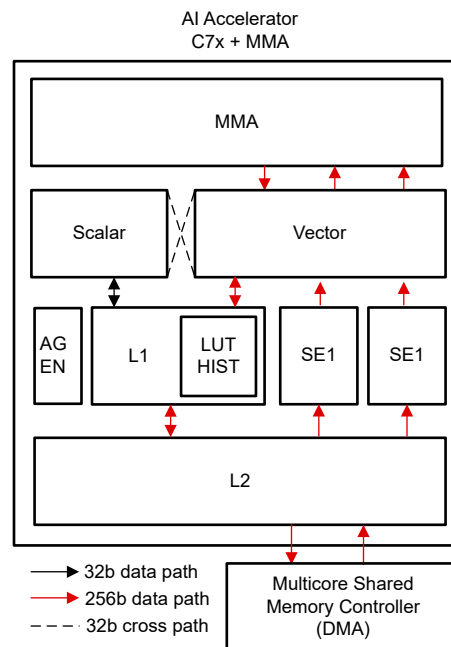 AI Accelerator
C7x + MMA
MMA
Scalar
Vector
AG
EN
L1
LUT
HIST
SE1
SE1
L2
32b data path
256b data path
32b cross path
Multicore Shared
Memory Controller
(DMA)